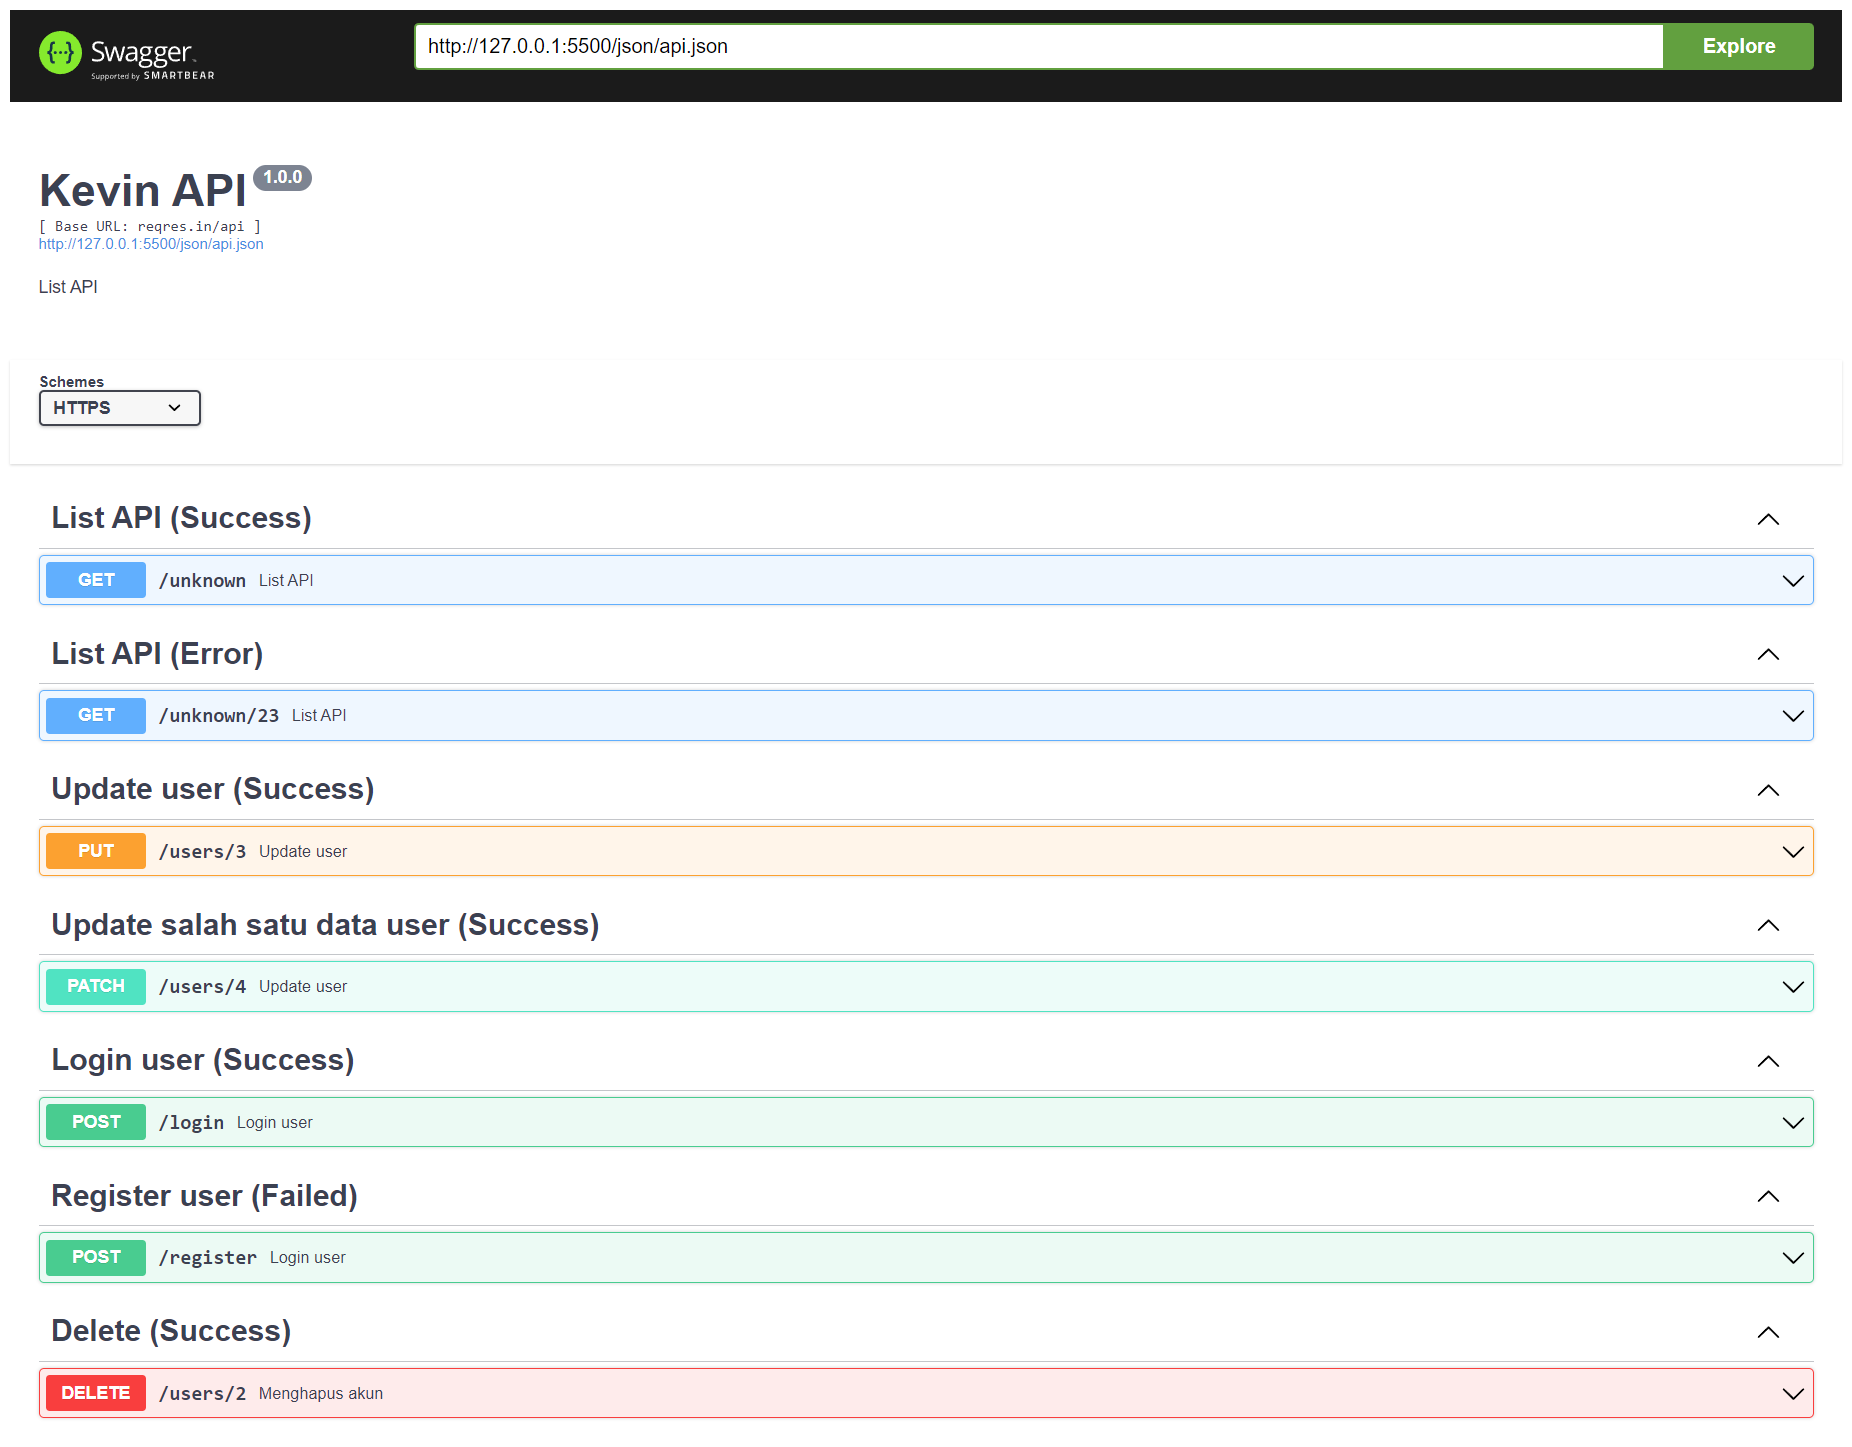 {···} Swagger
Supported by SMARTBEAR
http://127.0.0.1:5500/json/api.json
Explore
Kevin API 1.0.0
[ Base URL: reqres.in/api ]
http://127.0.0.1:5500/json/api.json
List API
Schemes
HTTPS
List API (Success)
GET /unknown List API
List API (Error)
GET /unknown/23 List API
Update user (Success)
PUT /users/3 Update user
Update salah satu data user (Success)
PATCH /users/4 Update user
Login user (Success)
POST /login Login user
Register user (Failed)
POST /register Login user
Delete (Success)
DELETE /users/2 Menghapus akun